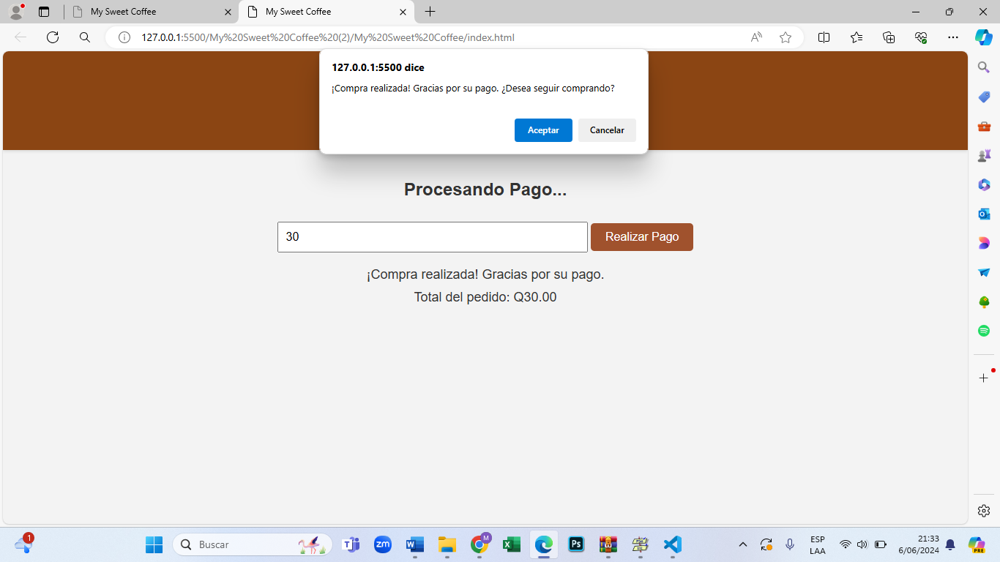 My Sweet Coffee
My Sweet Coffee
127.0.0.1:5500/My%20Sweet%20Coffee%20(2)/My%20Sweet%20Coffee/index.html
127.0.0.1:5500 dice
¡Compra realizada! Gracias por su pago. ¿Desea seguir comprando?
Aceptar Cancelar
Procesando Pago...
30 Realizar Pago
¡Compra realizada! Gracias por su pago.
Total del pedido: Q30.00
1
Buscar
zm
M
Ps
PRE
ESP
LAA
21:33
6/06/2024